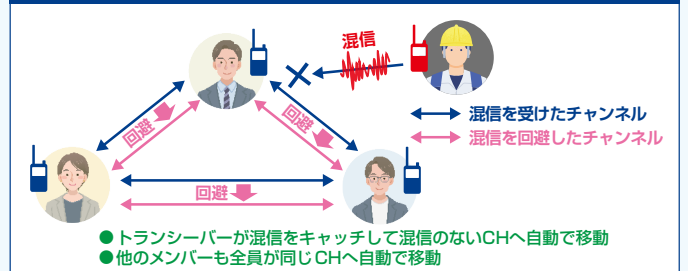 混信
混信を受けたチャンネル
混信を回避したチャンネル
回避
回避
回避
●トランシーバーが混信をキャッチして混信のないCHへ自動で移動
●他のメンバーも全員が同じCHへ自動で移動